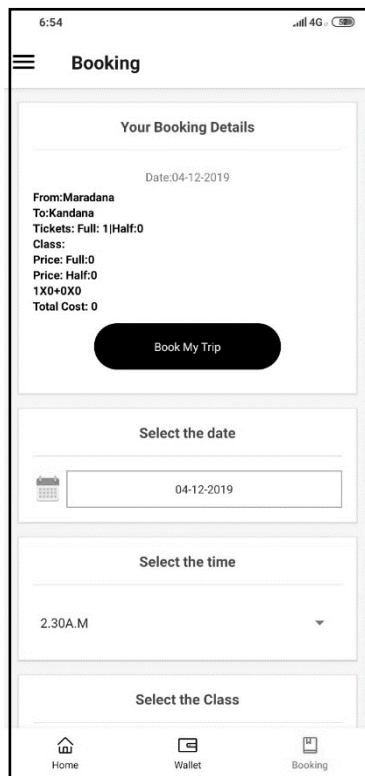 6:54 4G 52
Booking
Your Booking Details
Date:04-12-2019
From:Maradana
To:Kandana
Tickets: Full: 1|Half:0
Class:
Price: Full:0
Price: Half:0
1X0+0X0
Total Cost: 0
Book My Trip
Select the date
04-12-2019
Select the time
2.30A.M
Select the Class
Home Wallet Booking